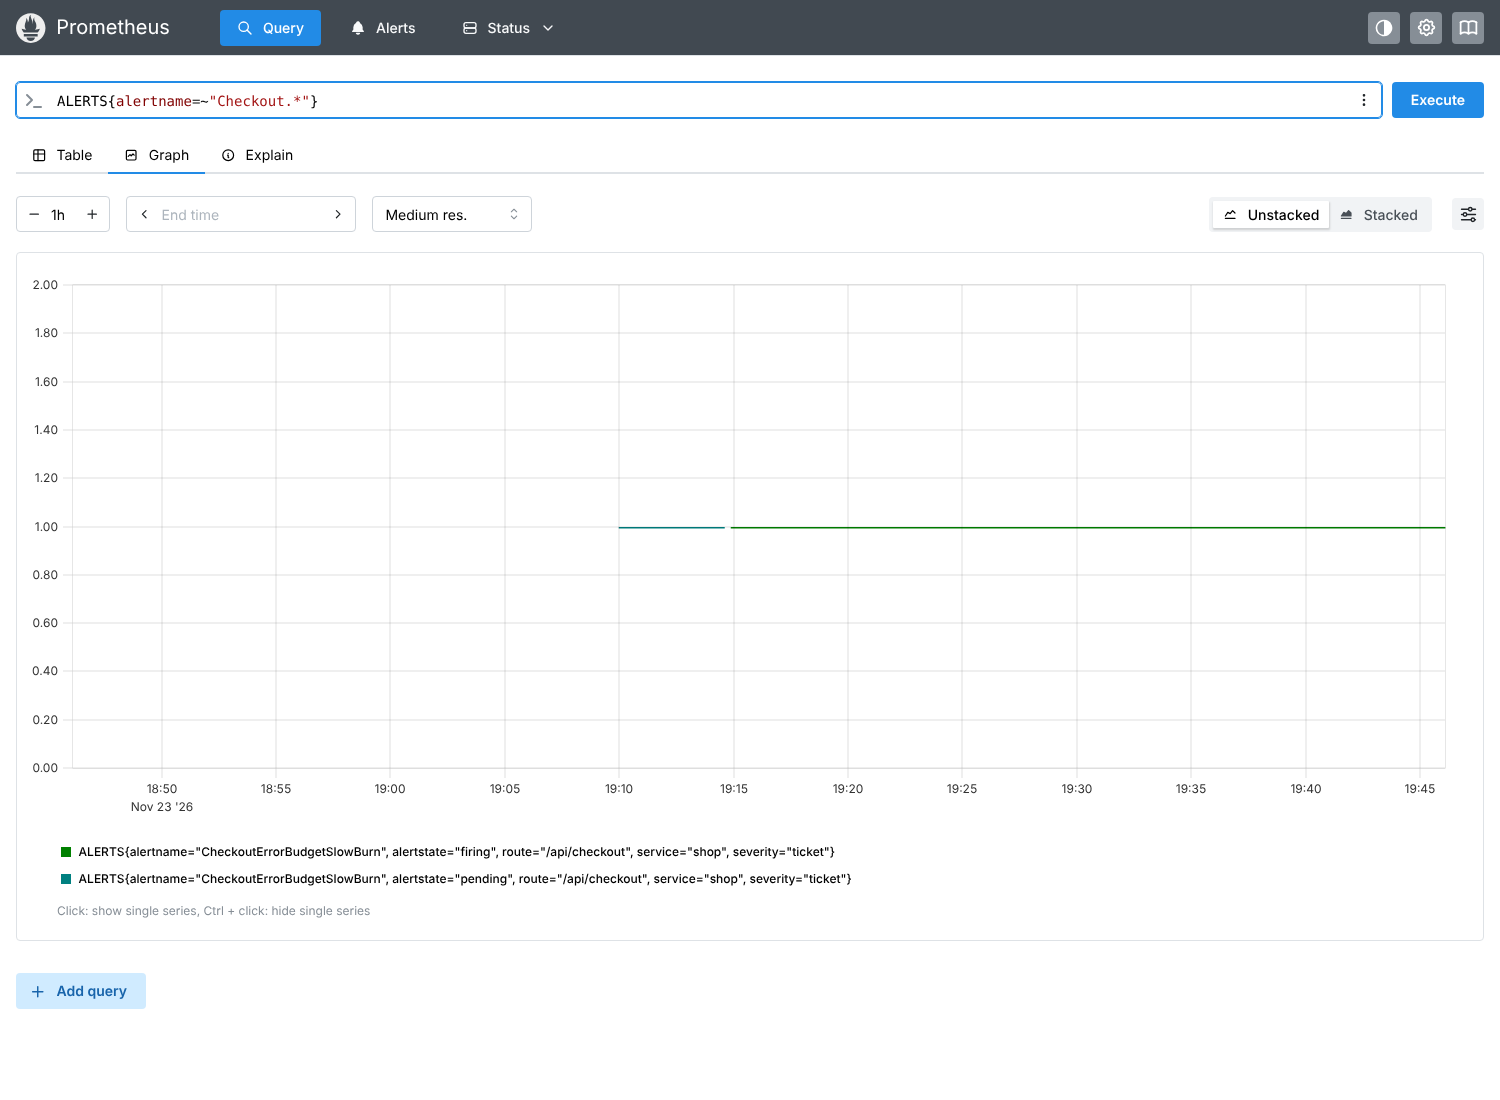 Prometheus Query Alerts Status
ALERTS{alertname=~"Checkout.*"} Execute
Table Graph Explain
1h End time Medium res. Unstacked Stacked
2.00
1.80
1.60
1.40
1.20
1.00
0.80
0.60
0.40
0.20
0.00
18:50 18:55 19:00 19:05 19:10 19:15 19:20 19:25 19:30 19:35 19:40 19:45
Nov 23 '26
ALERTS{alertname="CheckoutErrorBudgetSlowBurn", alertstate="firing", route="/api/checkout", service="shop", severity="ticket"}
ALERTS{alertname="CheckoutErrorBudgetSlowBurn", alertstate="pending", route="/api/checkout", service="shop", severity="ticket"}
Click: show single series, Ctrl + click: hide single series
Add query